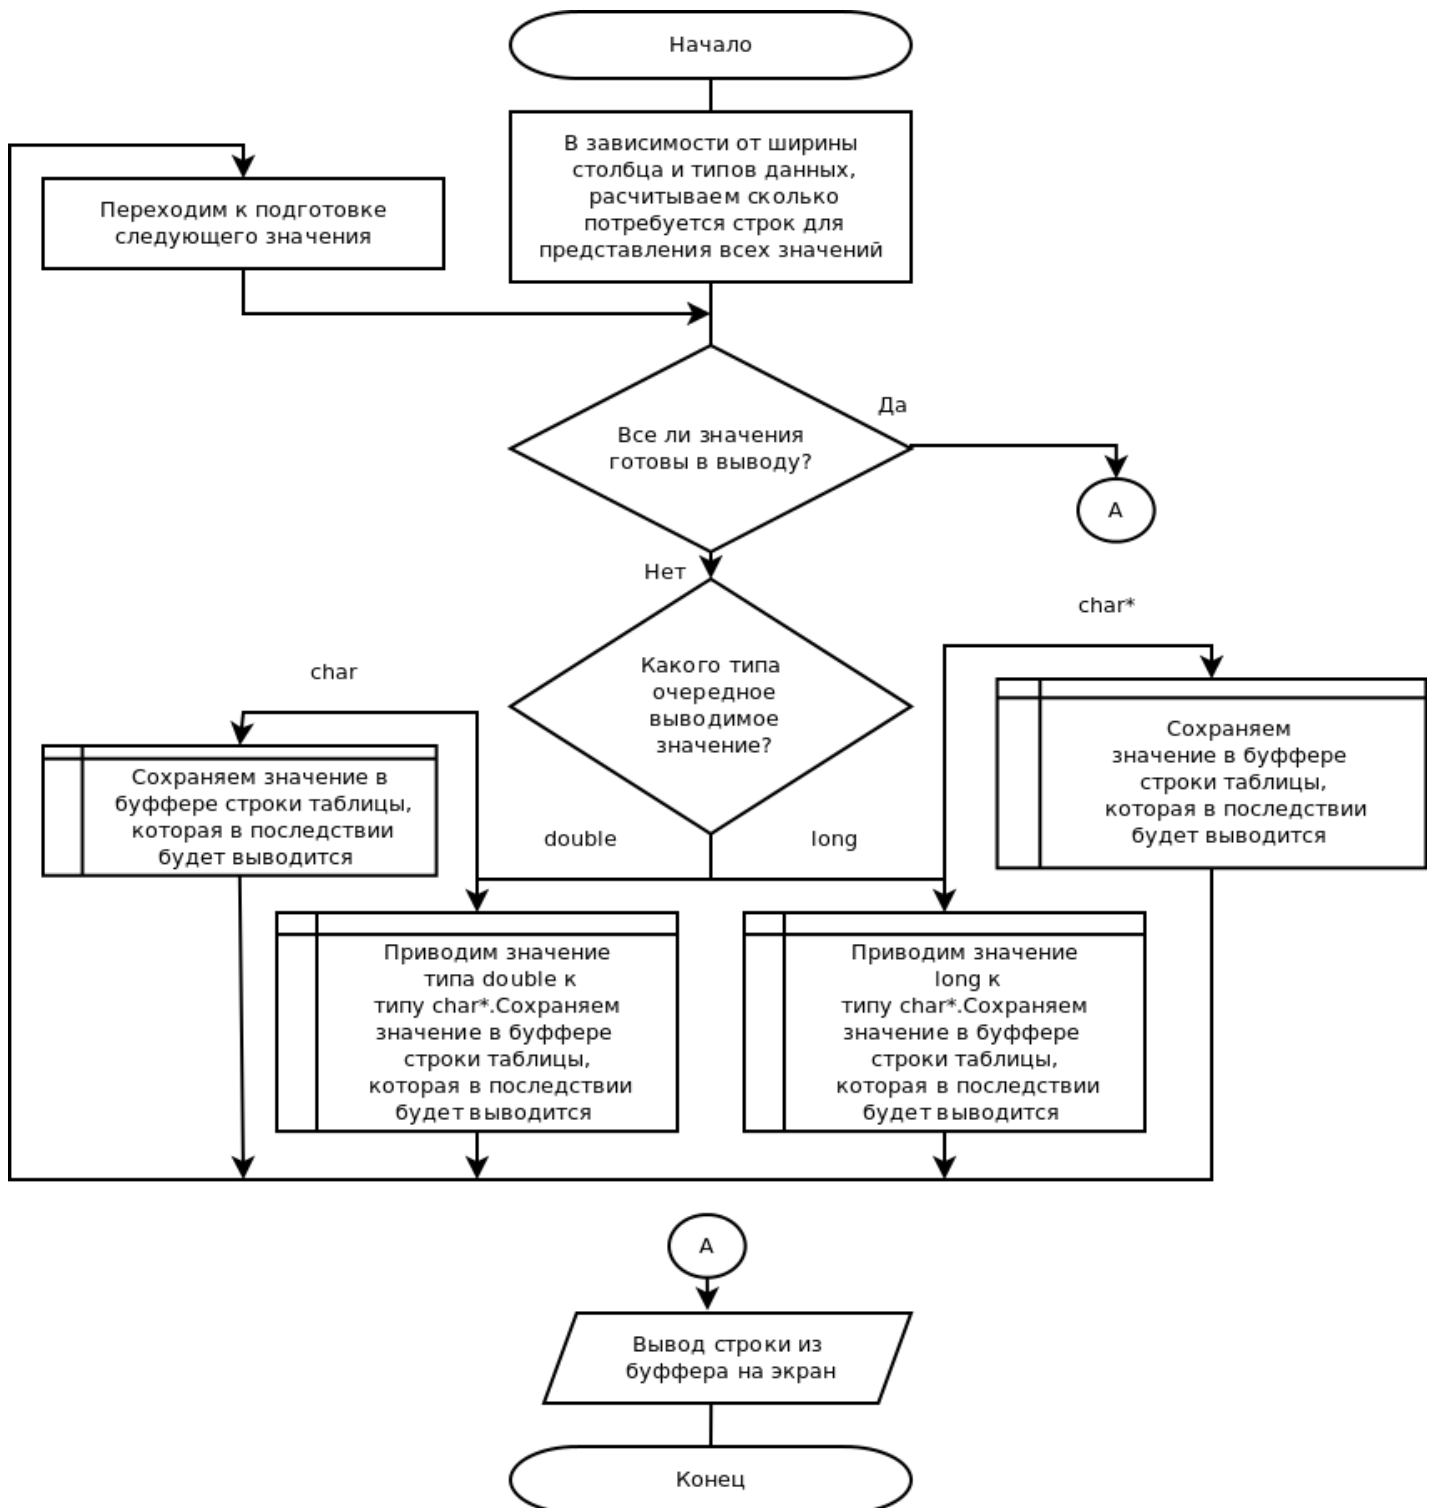 Начало
В зависимости от ширины
столбца и типов данных,
расчитываем сколько
потребуется строк для
представления всех значений
Переходим к подготовке
следующего значения
Все ли значения
готовы в выводу?
Да
А
Нет
Какого типа
очередное
выводимое
значение?
char
char*
double
long
Сохраняем значение в
буффере строки таблицы,
которая в последствии
будет выводится
Сохраняем
значение в буффере
строки таблицы,
которая в последствии
будет выводится
Приводим значение
типа double к
типу char*.Сохраняем
значение в буффере
строки таблицы,
которая в последствии
будет выводится
Приводим значение
long к
типу char*.Сохраняем
значение в буффере
строки таблицы,
которая в последствии
будет выводится
А
Вывод строки из
буффера на экран
Конец